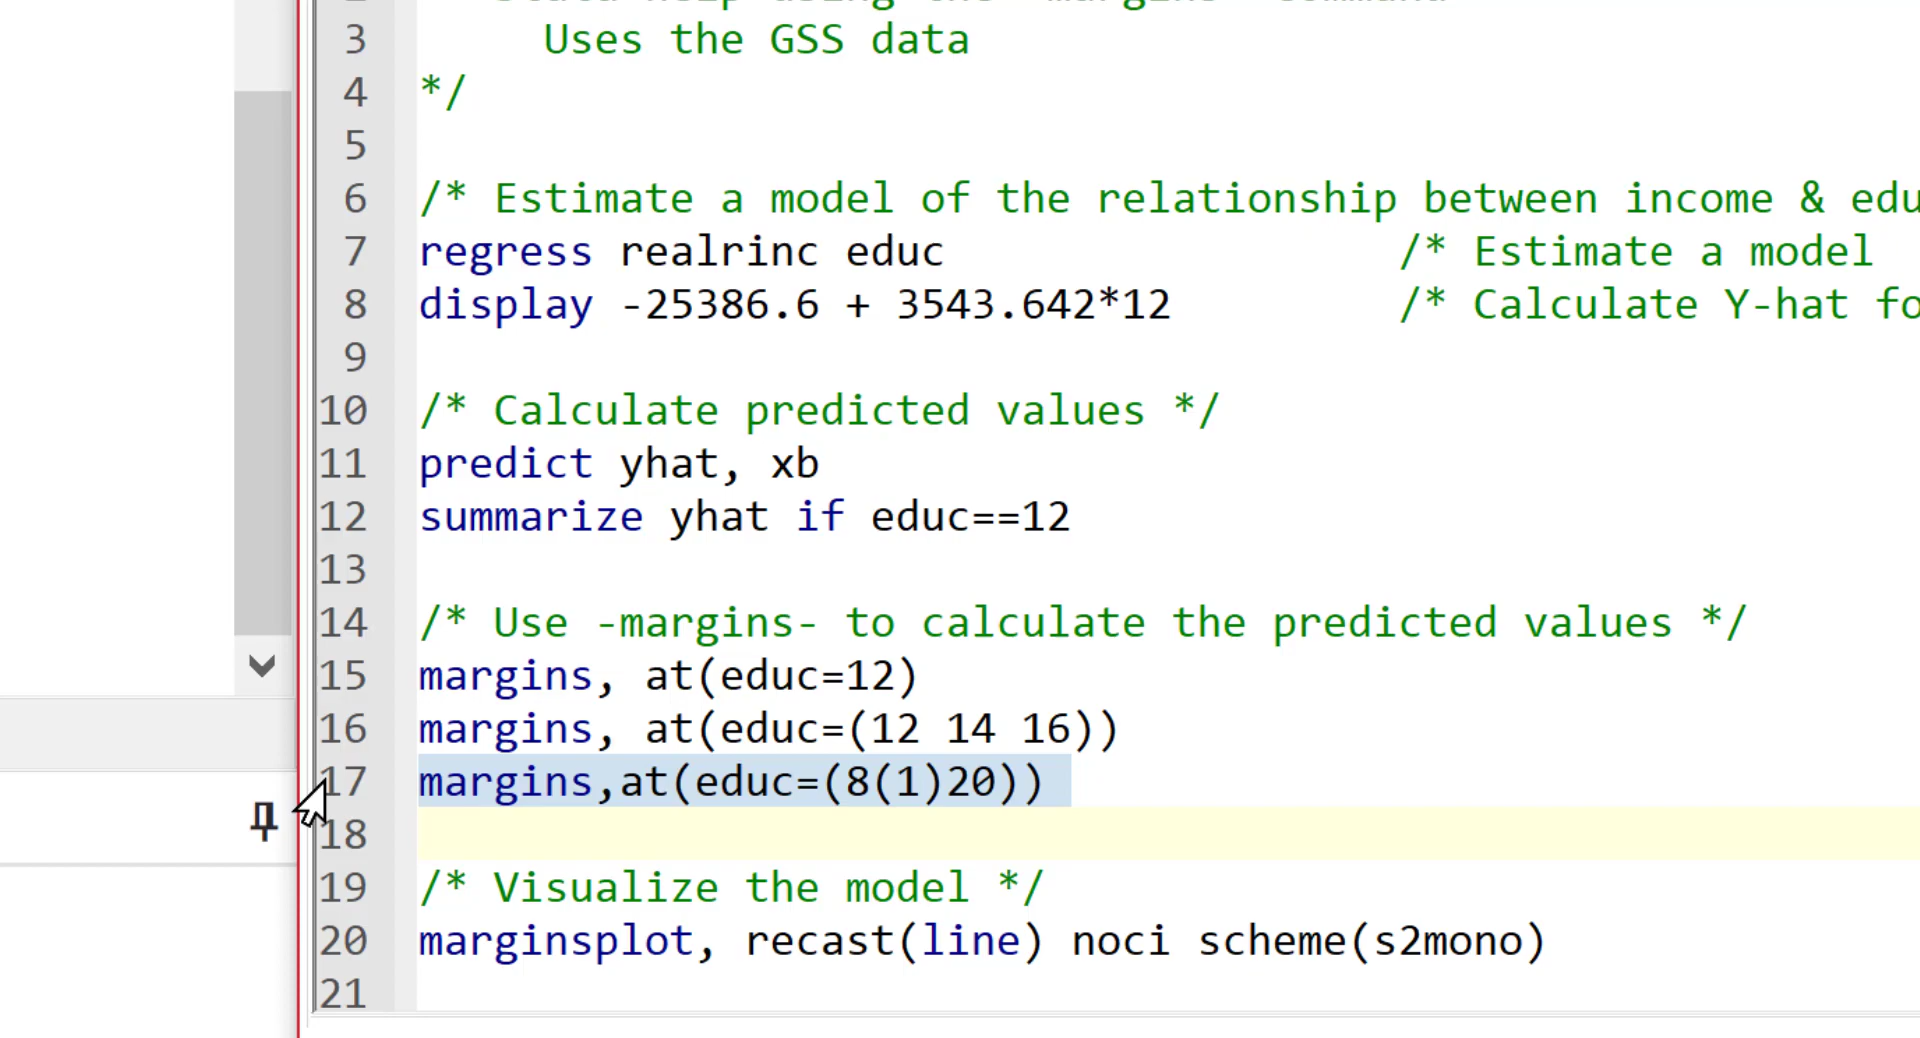 3 Uses the GSS data
4 */
5
6 /* Estimate a model of the relationship between income & edu
7 regress realrinc educ /* Estimate a model
8 display -25386.6 + 3543.642*12 /* Calculate Y-hat fo
9
10 /* Calculate predicted values */
11 predict yhat, xb
12 summarize yhat if educ==12
13
14 /* Use -margins- to calculate the predicted values */
15 margins, at(educ=12)
16 margins, at(educ=(12 14 16))
17 margins,at(educ=(8(1)20))
18
19 /* Visualize the model */
20 marginsplot, recast(line) noci scheme(s2mono)
21